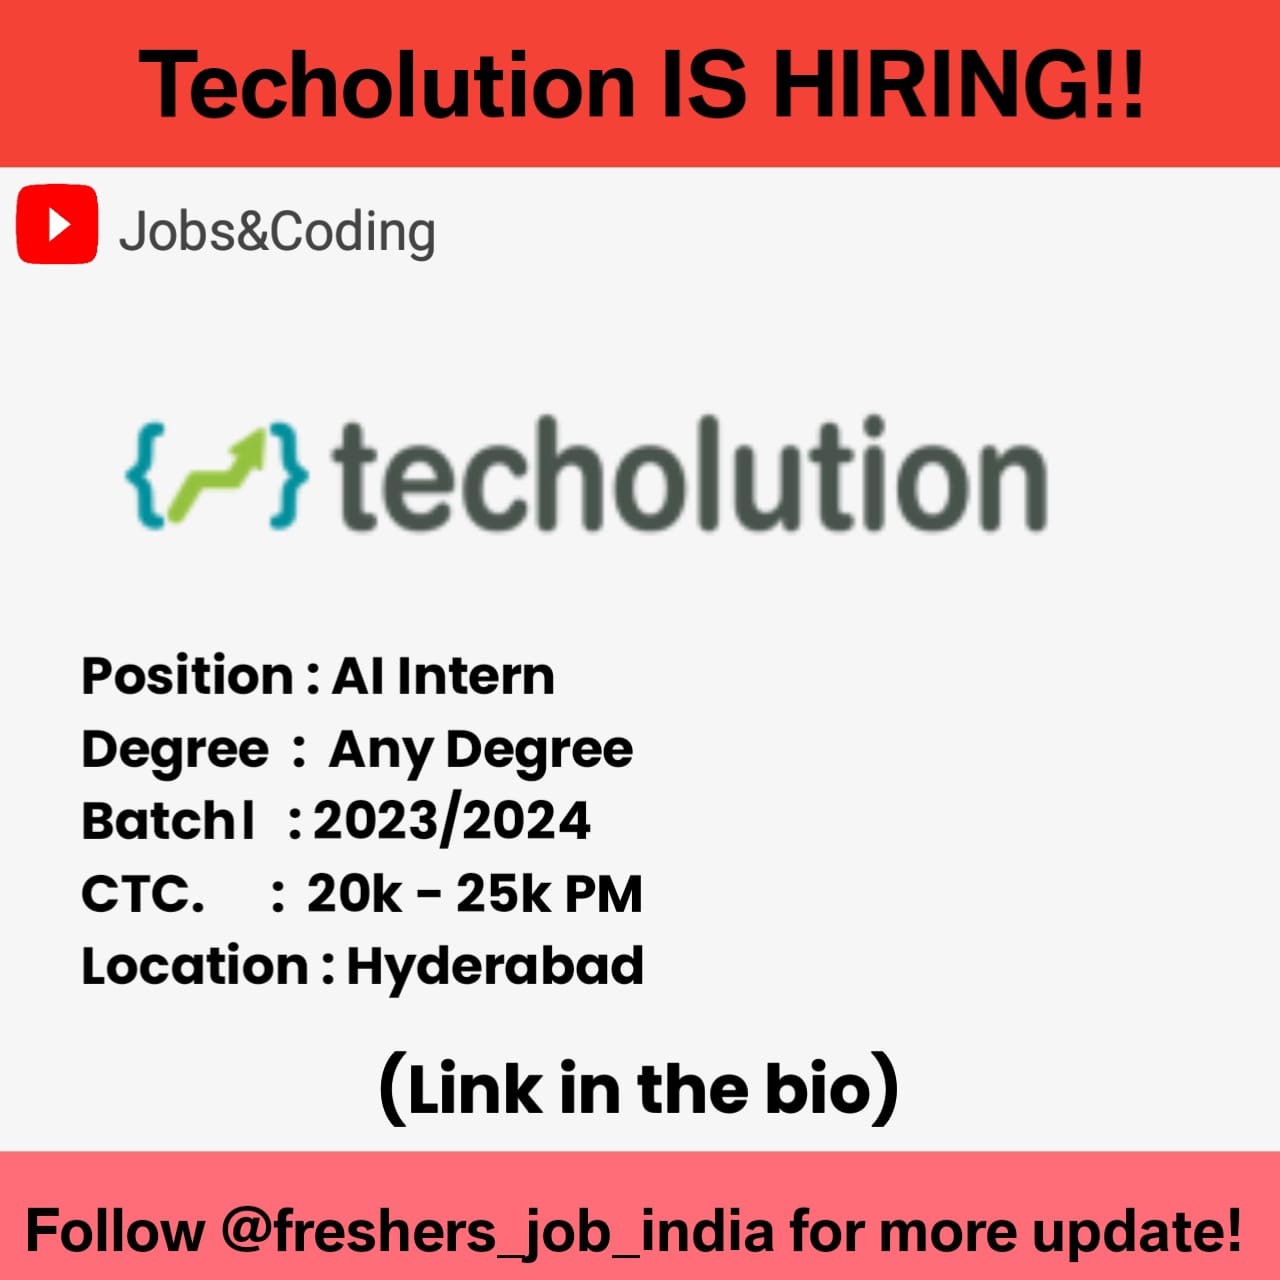 Techolution IS HIRING!!
Jobs&Coding
techolution
Position : AI Intern
Degree : Any Degree
Batchl : 2023/2024
CTC. : 20k - 25k PM
Location : Hyderabad
(Link in the bio)
Follow @freshers_job_india for more update!